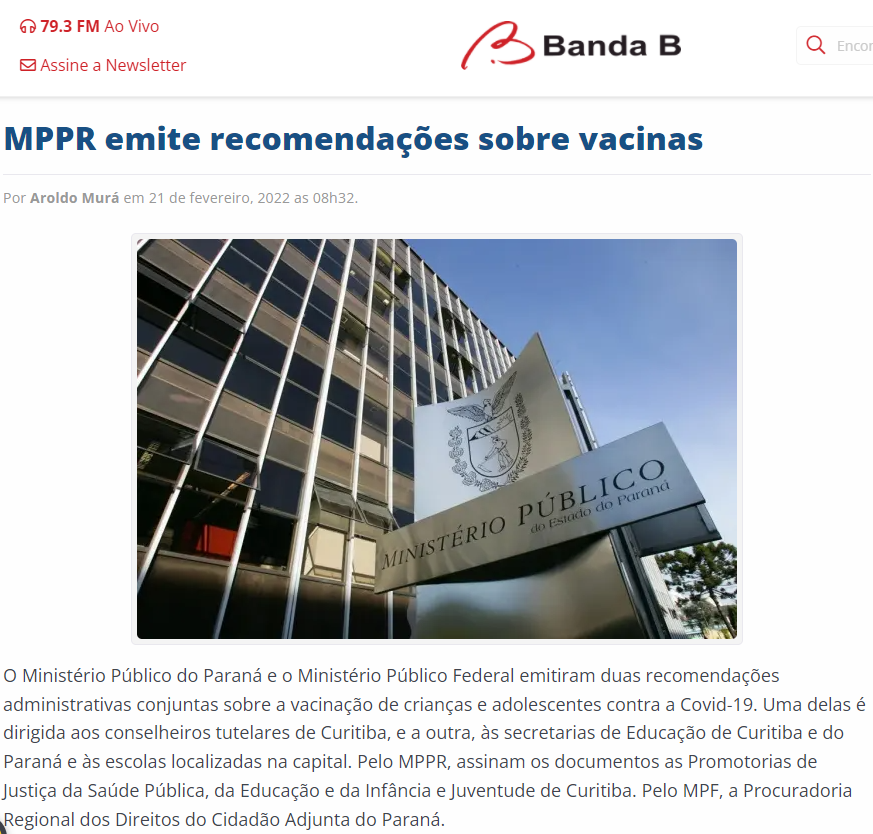 79.3 FM Ao Vivo
Banda B
Encor
Assine a Newsletter
MPPR emite recomendações sobre vacinas
Por Aroldo Murá em 21 de fevereiro, 2022 as 08h32.
MINISTÉRIO PÚBLICO
do Estado do Paraná
O Ministério Público do Paraná e o Ministério Público Federal emitiram duas recomendações
administrativas conjuntas sobre a vacinação de crianças e adolescentes contra a Covid-19. Uma delas é
dirigida aos conselheiros tutelares de Curitiba, e a outra, às secretarias de Educação de Curitiba e do
Paraná e às escolas localizadas na capital. Pelo MPPR, assinam os documentos as Promotorias de
Justiça da Saúde Pública, da Educação e da Infância e Juventude de Curitiba. Pelo MPF, a Procuradoria
Regional dos Direitos do Cidadão Adjunta do Paraná.